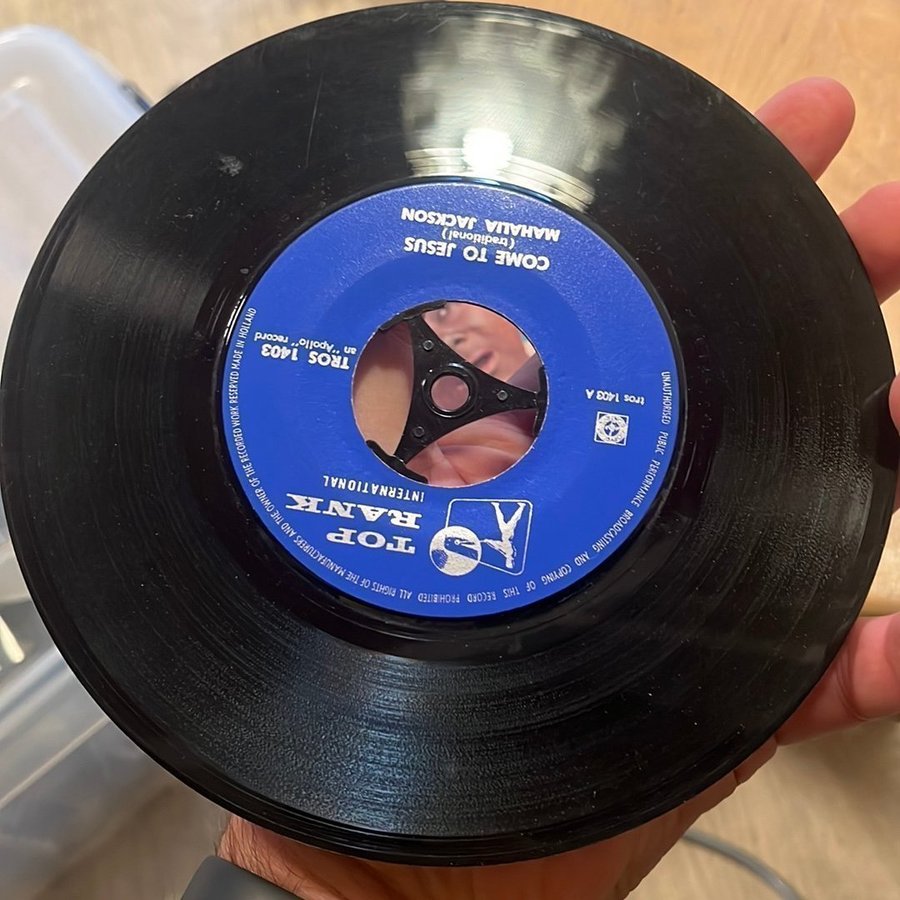 TOP
RANK
INTERNATIONAL
tros 1403 A
TROS 1403
an "Apollo" record
COME TO JESUS
(traditional)
MAHALIA JACKSON
UNAUTHORISED PUBLIC PERFORMANCE BROADCASTING AND COPYING OF THIS RECORD PROHIBITED ALL RIGHTS OF THE MANUFACTURERS AND THE OWNER OF THE RECORDED WORK RESERVED MADE IN HOLLAND